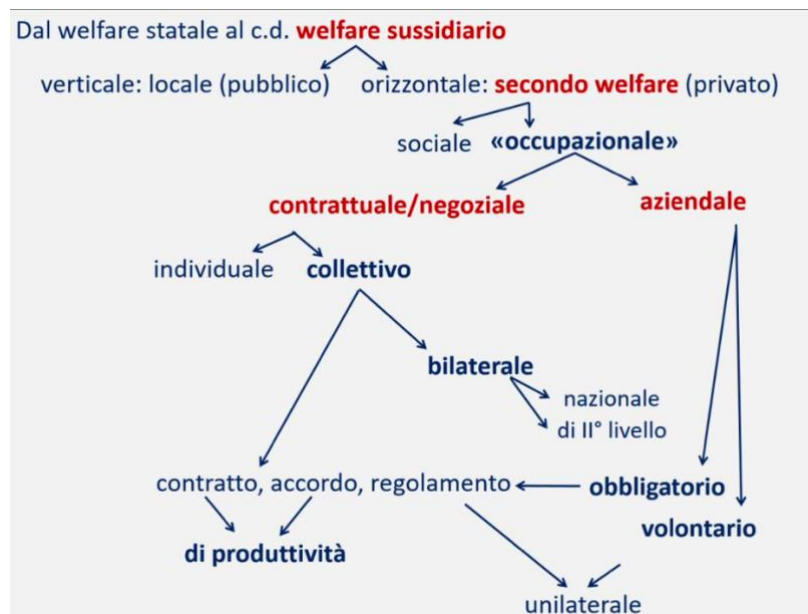 Dal welfare statale al c.d. welfare sussidiario
verticale: locale (pubblico) orizzontale: secondo welfare (privato)
sociale «occupazionale»
contrattuale/negoziale aziendale
individuale collettivo
bilaterale
nazionale
di II° livello
contratto, accordo, regolamento obbligatorio
volontario
di produttività
unilaterale